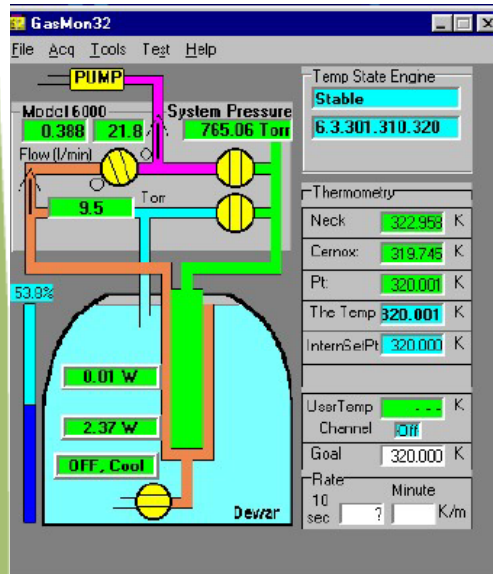 GasMon32
File Acq Tools Test Help
PUMP
Model 6000
System Pressure
0.388 21.8
765.06 Torr
Flow (l/min)
9.5
Torr
53.8%
0.01 W
2.37 W
OFF, Cool
Dewar
Temp State Engine
Stable
6.3.301.310.320
Thermometry
Neck 322.958 K
Cernox: 319.745 K
Pt: 320.001 K
The Temp 320.001 K
InternSetPt 320.000 K
UserTemp - - - K
Channel Off
Goal 320.000 K
Rate
10 sec ? Minute K/m